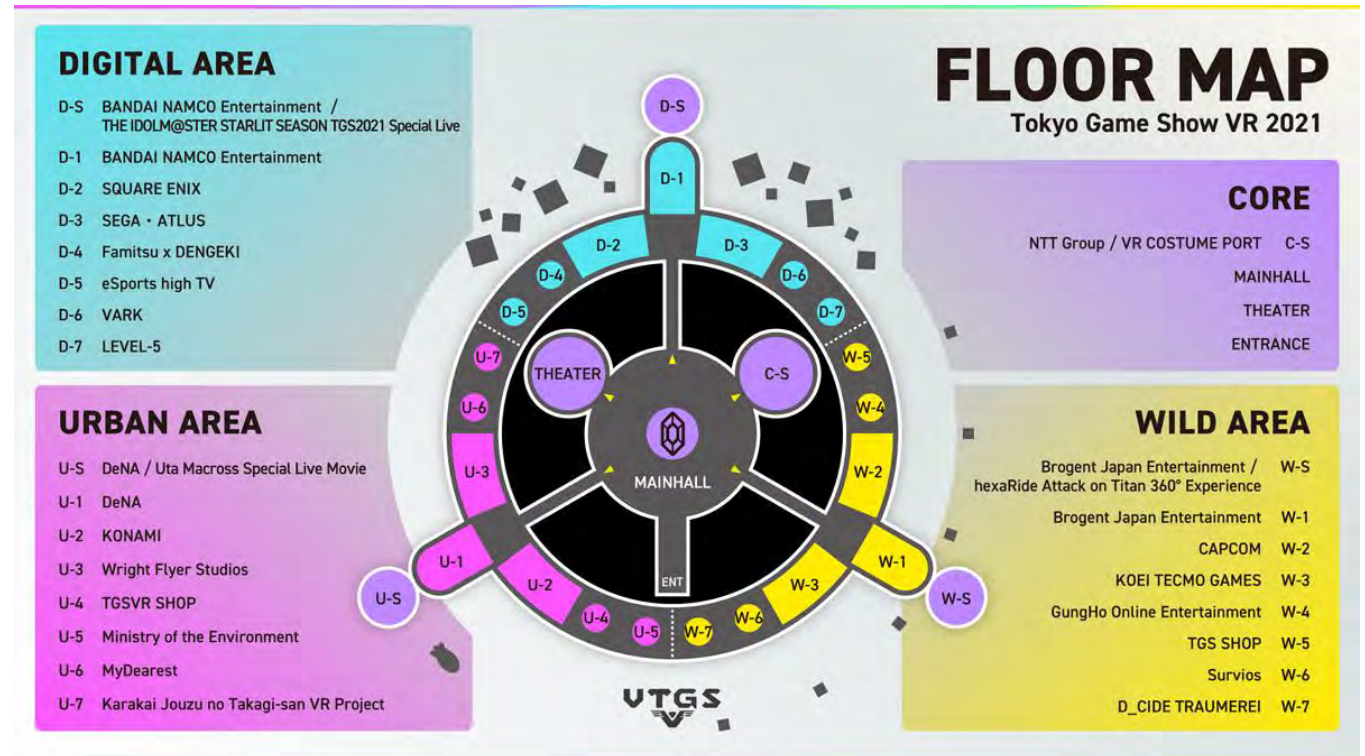 FLOOR MAP
Tokyo Game Show VR 2021
DIGITAL AREA
D-S BANDAI NAMCO Entertainment /
THE IDOLM@STER STARLIT SEASON TGS2021 Special Live
D-1 BANDAI NAMCO Entertainment
D-2 SQUARE ENIX
D-3 SEGA・ATLUS
D-4 Famitsu x DENGEKI
D-5 eSports high TV
D-6 VARK
D-7 LEVEL-5
URBAN AREA
U-S DeNA / Uta Macross Special Live Movie
U-1 DeNA
U-2 KONAMI
U-3 Wright Flyer Studios
U-4 TGSVR SHOP
U-5 Ministry of the Environment
U-6 MyDearest
U-7 Karakai Jouzu no Takagi-san VR Project
D-S
D-1
D-2
D-3
D-4
D-6
D-5
D-7
U-7
W-5
THEATER
C-S
U-6
W-4
U-3
MAINHALL
W-2
U-1
W-1
ENT
U-2
W-3
U-S
W-S
U-4
W-6
U-5
W-7
VTGS
CORE
NTT Group / VR COSTUME PORT C-S
MAINHALL
THEATER
ENTRANCE
WILD AREA
Brogent Japan Entertainment / W-S
hexaRide Attack on Titan 360° Experience
Brogent Japan Entertainment W-1
CAPCOM W-2
KOEI TECMO GAMES W-3
GungHo Online Entertainment W-4
TGS SHOP W-5
Survios W-6
D_CIDE TRAUMEREI W-7